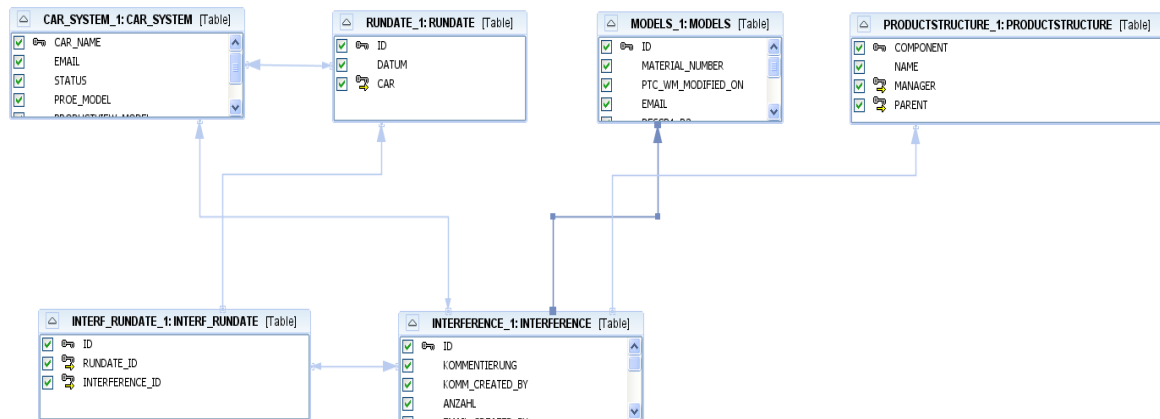 CAR_SYSTEM_1: CAR_SYSTEM [Table]
CAR_NAME
EMAIL
STATUS
PROE_MODEL
PRODUCTVIEW_MODEL
RUNDATE_1: RUNDATE [Table]
ID
DATUM
CAR
MODELS_1: MODELS [Table]
ID
MATERIAL_NUMBER
PTC_WM_MODIFIED_ON
EMAIL
PRODUCTSTRUCTURE_1: PRODUCTSTRUCTURE [Table]
COMPONENT
NAME
MANAGER
PARENT
INTERF_RUNDATE_1: INTERF_RUNDATE [Table]
ID
RUNDATE_ID
INTERFERENCE_ID
INTERFERENCE_1: INTERFERENCE [Table]
ID
KOMMENTIERUNG
KOMM_CREATED_BY
ANZAHL